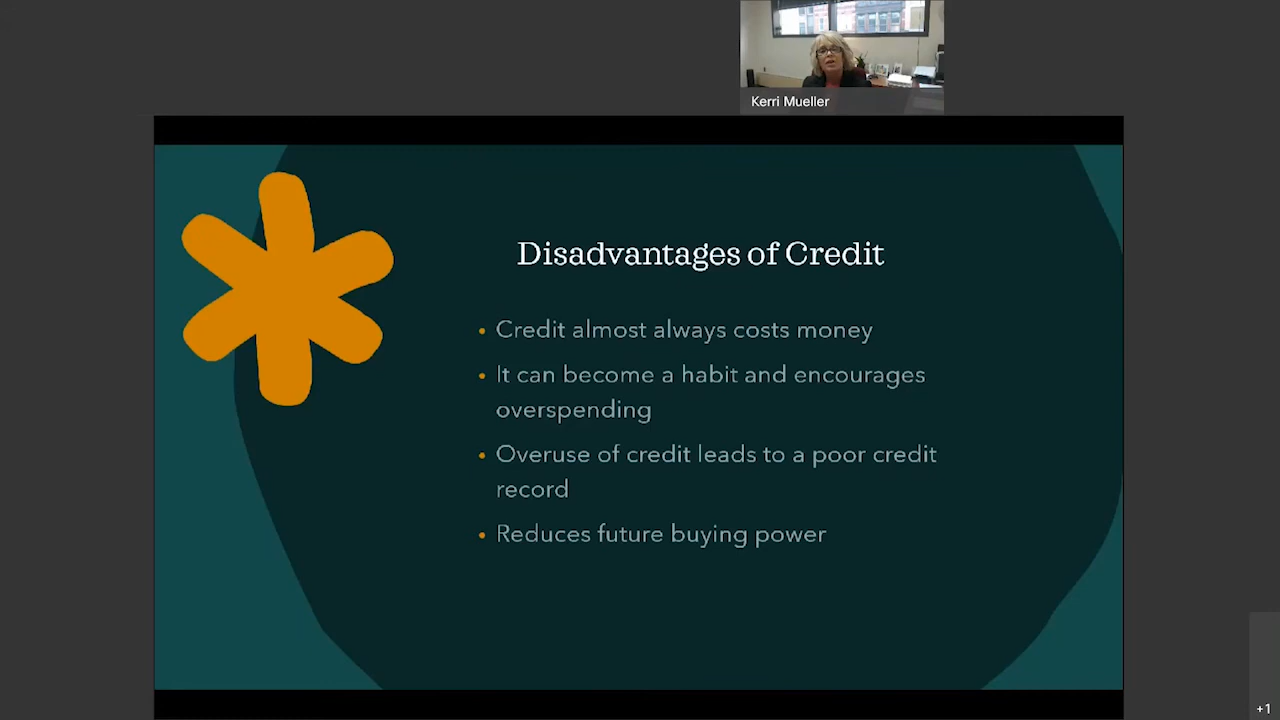 Kerri Mueller
Disadvantages of Credit
• Credit almost always costs money
• It can become a habit and encourages
overspending
• Overuse of credit leads to a poor credit
record
• Reduces future buying power
+1